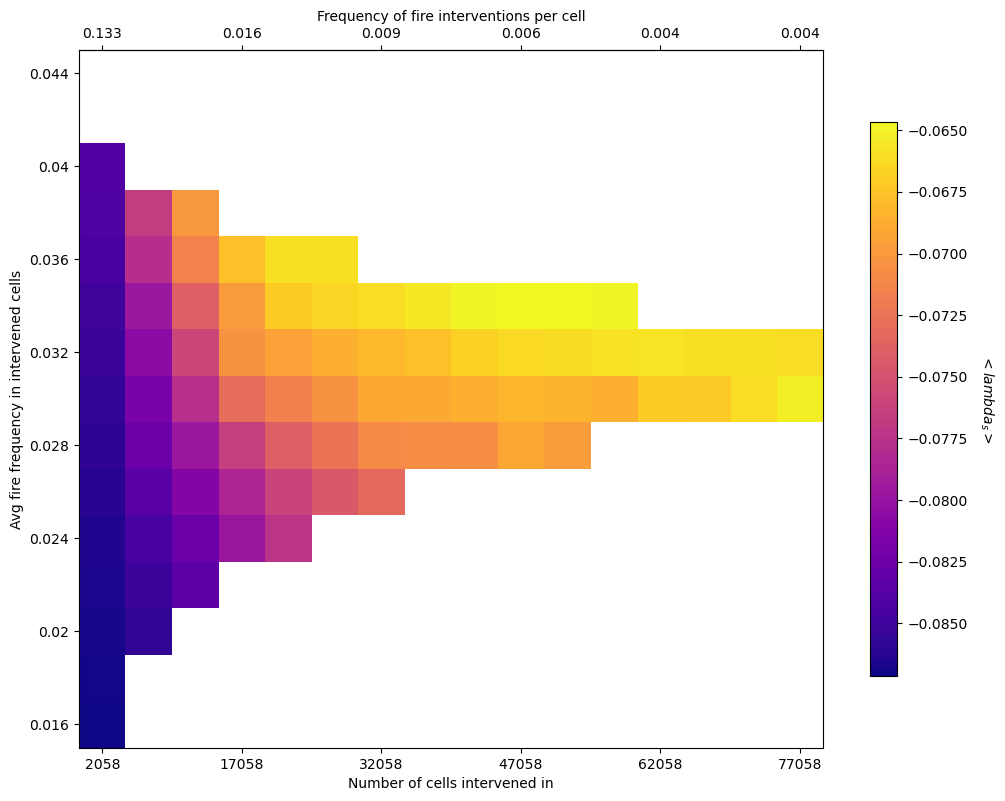 Frequency of fire interventions per cell
0.133 0.016 0.009 0.006 0.004 0.004
Avg fire frequency in intervened cells
0.044
0.04
0.036
0.032
0.028
0.024
0.02
0.016
2058 17058 32058 47058 62058 77058
Number of cells intervened in
−0.0650
−0.0675
−0.0700
−0.0725
−0.0750
−0.0775
−0.0800
−0.0825
−0.0850
< lambda_s >